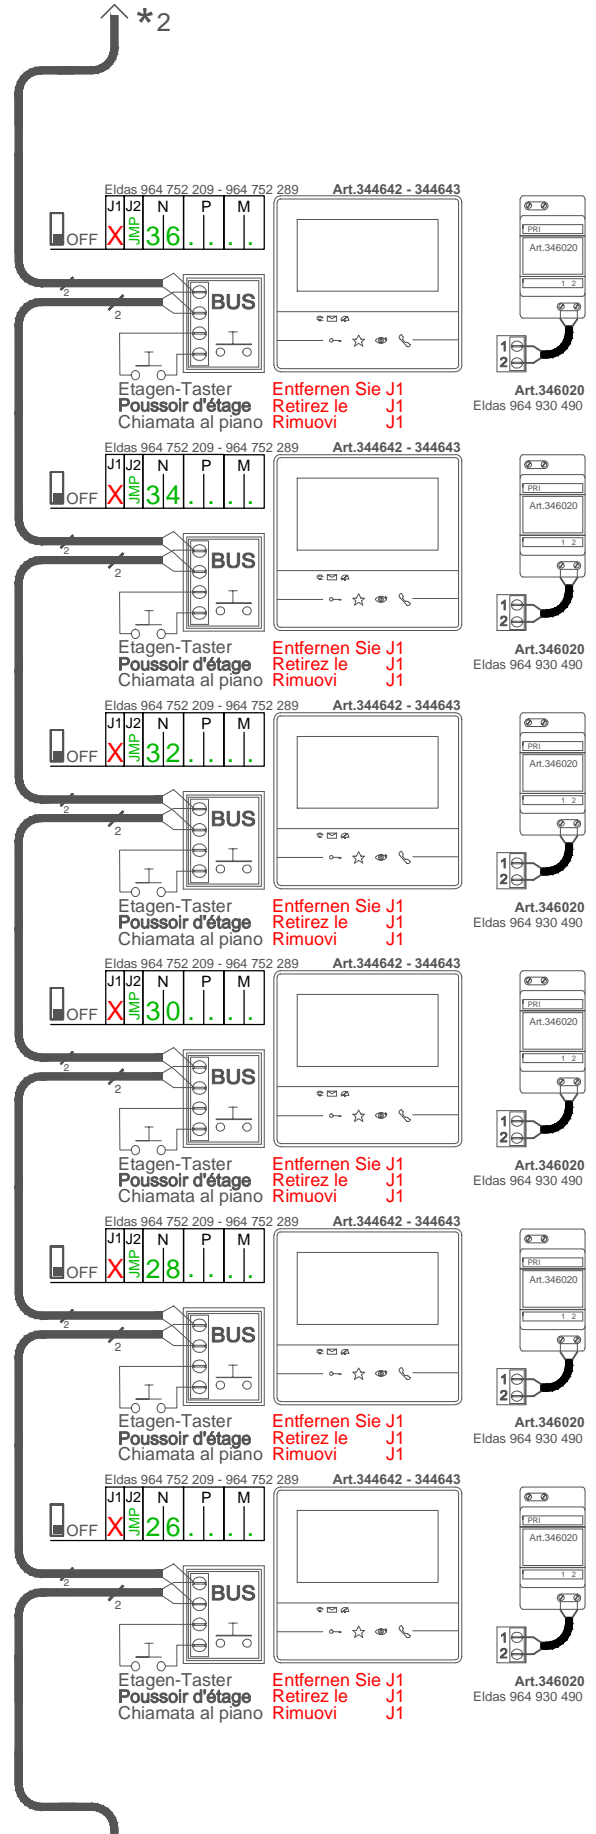 *2
Eldas 964 752 209 - 964 752 289 Art.344642 - 344643
J1 J2 N P M
OFF X JMP 3 6 . . . .
PRI
Art.346020
1 2
2
2
BUS
1
2
Etagen-Taster Entfernen Sie J1 Art.346020
Poussoir d'étage Retirez le J1 Eldas 964 930 490
Chiamata al piano Rimuovi J1
Eldas 964 752 209 - 964 752 289 Art.344642 - 344643
J1 J2 N P M
OFF X JMP 3 4 . . . .
PRI
Art.346020
1 2
2
2
BUS
1
2
Etagen-Taster Entfernen Sie J1 Art.346020
Poussoir d'étage Retirez le J1 Eldas 964 930 490
Chiamata al piano Rimuovi J1
Eldas 964 752 209 - 964 752 289 Art.344642 - 344643
J1 J2 N P M
OFF X JMP 3 2 . . . .
PRI
Art.346020
1 2
2
2
BUS
1
2
Etagen-Taster Entfernen Sie J1 Art.346020
Poussoir d'étage Retirez le J1 Eldas 964 930 490
Chiamata al piano Rimuovi J1
Eldas 964 752 209 - 964 752 289 Art.344642 - 344643
J1 J2 N P M
OFF X JMP 3 0 . . . .
PRI
Art.346020
1 2
2
2
BUS
1
2
Etagen-Taster Entfernen Sie J1 Art.346020
Poussoir d'étage Retirez le J1 Eldas 964 930 490
Chiamata al piano Rimuovi J1
Eldas 964 752 209 - 964 752 289 Art.344642 - 344643
J1 J2 N P M
OFF X JMP 2 8 . . . .
PRI
Art.346020
1 2
2
2
BUS
1
2
Etagen-Taster Entfernen Sie J1 Art.346020
Poussoir d'étage Retirez le J1 Eldas 964 930 490
Chiamata al piano Rimuovi J1
Eldas 964 752 209 - 964 752 289 Art.344642 - 344643
J1 J2 N P M
OFF X JMP 2 6 . . . .
PRI
Art.346020
1 2
2
2
BUS
1
2
Etagen-Taster Entfernen Sie J1 Art.346020
Poussoir d'étage Retirez le J1 Eldas 964 930 490
Chiamata al piano Rimuovi J1